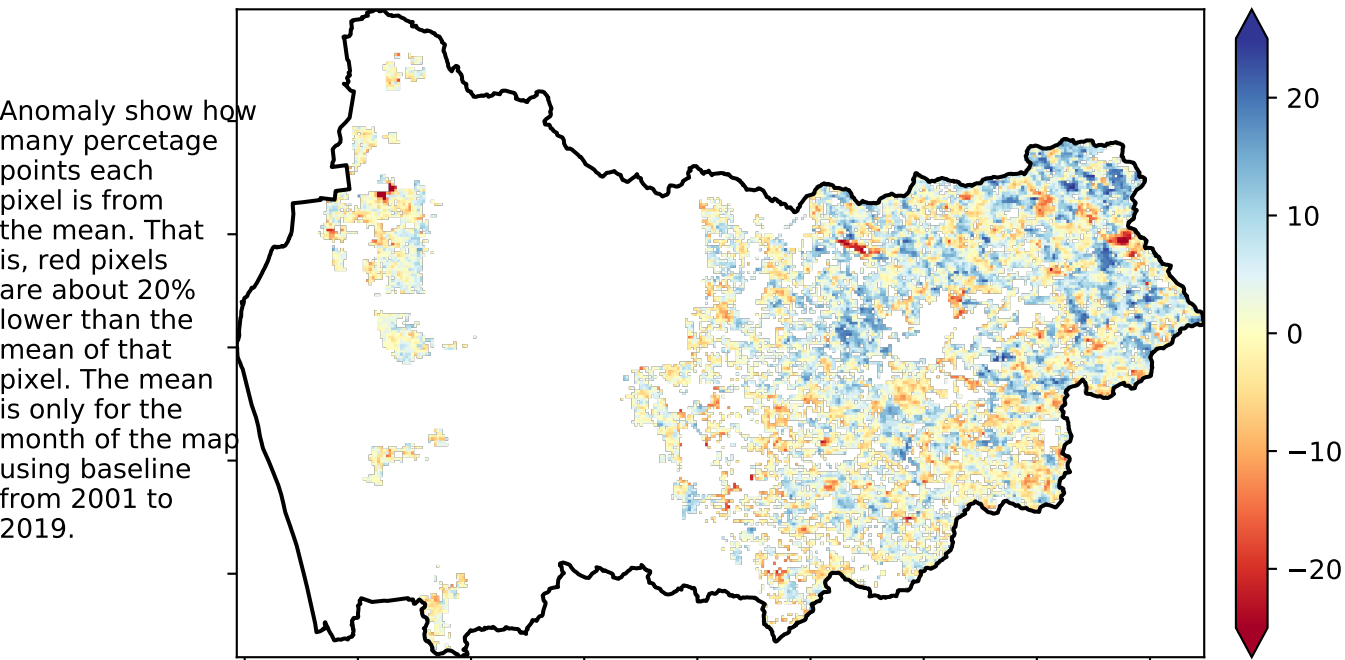 Anomaly show how
many percetage
points each
pixel is from
the mean. That
is, red pixels
are about 20%
lower than the
mean of that
pixel. The mean
is only for the
month of the map
using baseline
from 2001 to
2019.
20
10
0
−10
−20